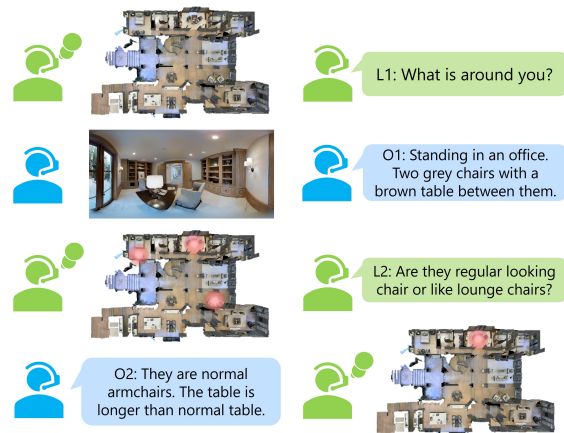 L1: What is around you?
O1: Standing in an office.
Two grey chairs with a
brown table between them.
L2: Are they regular looking
chair or like lounge chairs?
O2: They are normal
armchairs. The table is
longer than normal table.